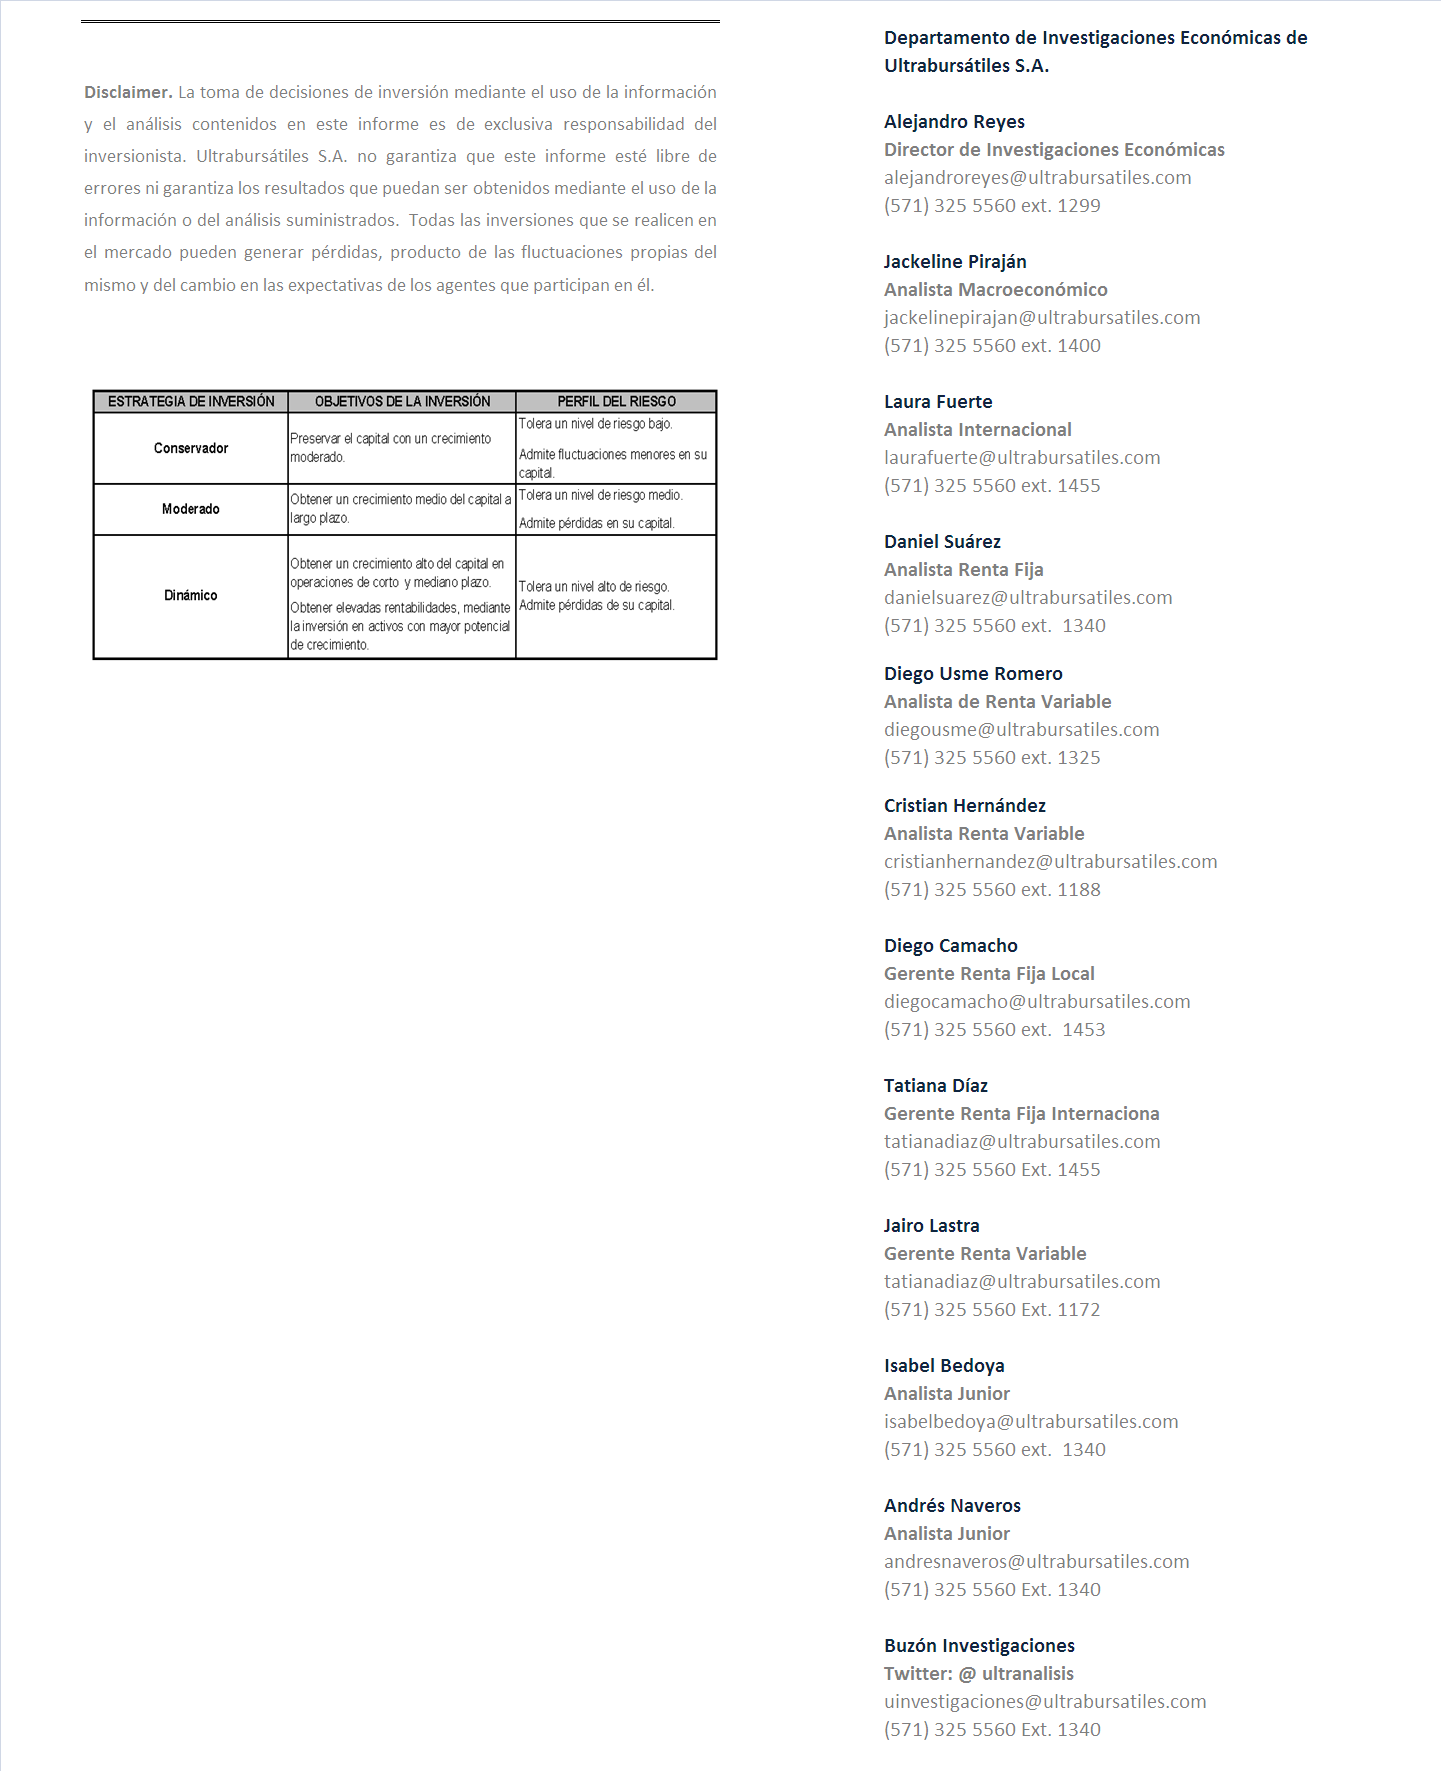 Disclaimer. La toma de decisiones de inversión mediante el uso de la información
y el análisis contenidos en este informe es de exclusiva responsabilidad del
inversionista. Ultrabursátiles S.A. no garantiza que este informe esté libre de
errores ni garantiza los resultados que puedan ser obtenidos mediante el uso de la
información o del análisis suministrados.  Todas las inversiones que se realicen en
el mercado pueden generar pérdidas, producto de las fluctuaciones propias del
mismo y del cambio en las expectativas de los agentes que participan en él.
ESTRATEGIA DE INVERSIÓN OBJETIVOS DE LA INVERSIÓN PERFIL DEL RIESGO
Conservador
Preservar el capital con un crecimiento
moderado.
Tolera un nivel de riesgo bajo.
Admite fluctuaciones menores en su
capital.
Moderado
Obtener un crecimiento medio del capital a
largo plazo.
Tolera un nivel de riesgo medio.
Admite pérdidas en su capital.
Dinámico
Obtener un crecimiento alto del capital en
operaciones de corto  y mediano plazo.
Obtener elevadas rentabilidades, mediante
la inversión en activos con mayor potencial
de crecimiento.
Tolera un nivel alto de riesgo.
Admite pérdidas de su capital.
Departamento de Investigaciones Económicas de
Ultrabursátiles S.A.
Alejandro Reyes
Director de Investigaciones Económicas
alejandroreyes@ultrabursatiles.com
(571) 325 5560 ext. 1299
Jackeline Piraján
Analista Macroeconómico
jackelinepirajan@ultrabursatiles.com
(571) 325 5560 ext. 1400
Laura Fuerte
Analista Internacional
laurafuerte@ultrabursatiles.com
(571) 325 5560 ext. 1455
Daniel Suárez
Analista Renta Fija
danielsuarez@ultrabursatiles.com
(571) 325 5560 ext.  1340
Diego Usme Romero
Analista de Renta Variable
diegousme@ultrabursatiles.com
(571) 325 5560 ext. 1325
Cristian Hernández
Analista Renta Variable
cristianhernandez@ultrabursatiles.com
(571) 325 5560 ext. 1188
Diego Camacho
Gerente Renta Fija Local
diegocamacho@ultrabursatiles.com
(571) 325 5560 ext.  1453
Tatiana Díaz
Gerente Renta Fija Internaciona
tatianadiaz@ultrabursatiles.com
(571) 325 5560 Ext. 1455
Jairo Lastra
Gerente Renta Variable
tatianadiaz@ultrabursatiles.com
(571) 325 5560 Ext. 1172
Isabel Bedoya
Analista Junior
isabelbedoya@ultrabursatiles.com
(571) 325 5560 ext.  1340
Andrés Naveros
Analista Junior
andresnaveros@ultrabursatiles.com
(571) 325 5560 Ext. 1340
Buzón Investigaciones
Twitter: @ ultranalisis
uinvestigaciones@ultrabursatiles.com
(571) 325 5560 Ext. 1340